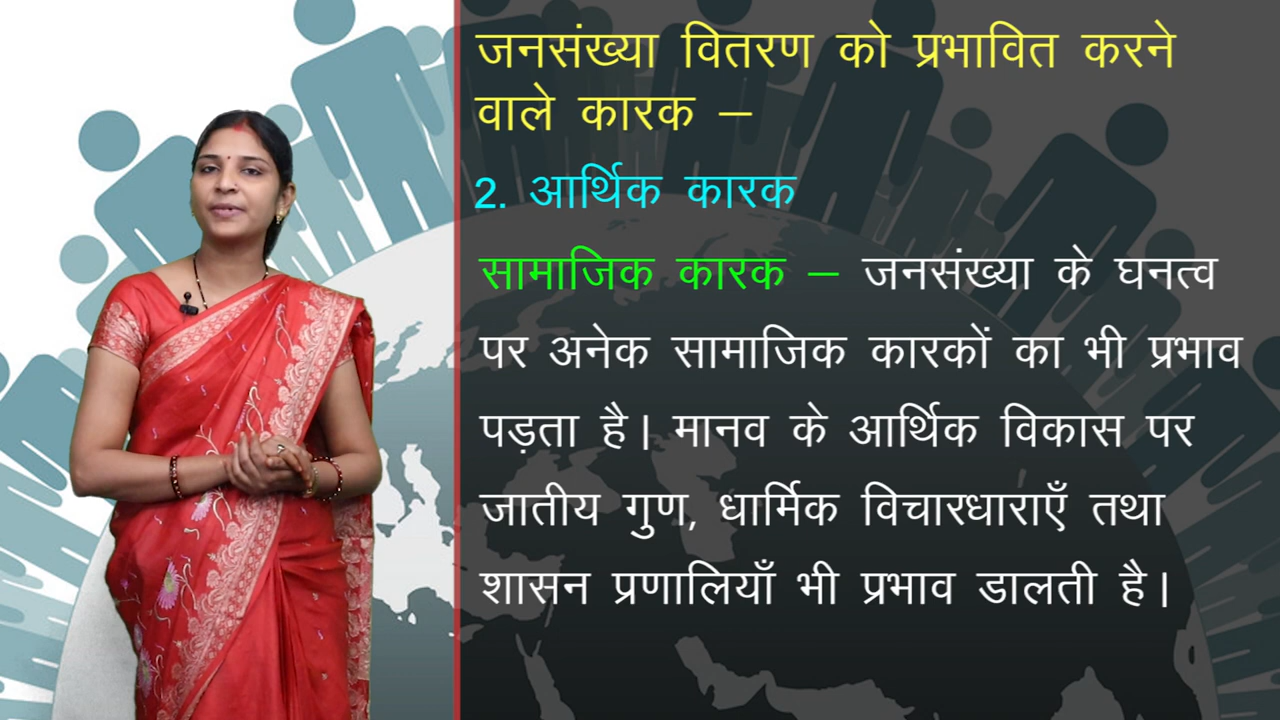 जनसंख्या वितरण को प्रभावित करने
वाले कारक –
2. आर्थिक कारक
सामाजिक कारक – जनसंख्या के घनत्व
पर अनेक सामाजिक कारकों का भी प्रभाव
पड़ता है। मानव के आर्थिक विकास पर
जातीय गुण, धार्मिक विचारधाराएँ तथा
शासन प्रणालियाँ भी प्रभाव डालती है।